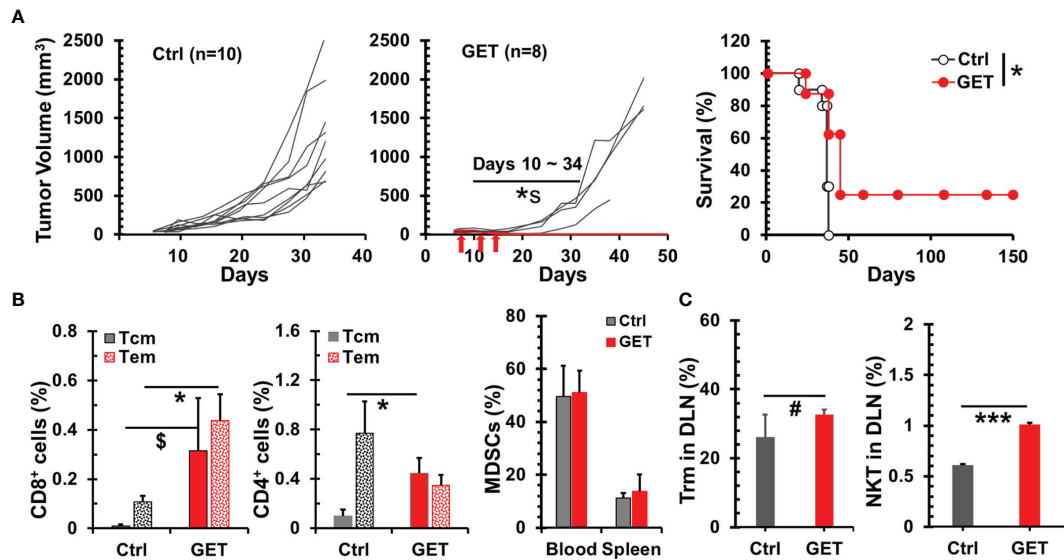 A
Tumor Volume (mm³)
2500
2000
1500
1000
500
0
Ctrl (n=10)
10 20 30 40
Days
2500
2000
1500
1000
500
0
GET (n=8)
Days 10 ~ 34
*S
0 10 20 30 40 50
Days
Survival (%)
120
100
80
60
40
20
0
Ctrl
GET
*
0 50 100 150
Days
B
CD8⁺ cells (%)
0.8
0.6
0.4
0.2
0
Tcm
Tem
*
$
Ctrl GET
CD4⁺ cells (%)
1.6
1.2
0.8
0.4
0.0
Tcm
Tem
*
Ctrl GET
MDSCs (%)
80
60
40
20
0
Ctrl
GET
Blood Spleen
C
Trm in DLN (%)
60
40
20
0
#
Ctrl GET
NKT in DLN (%)
2
1.5
1
0.5
0
***
Ctrl GET